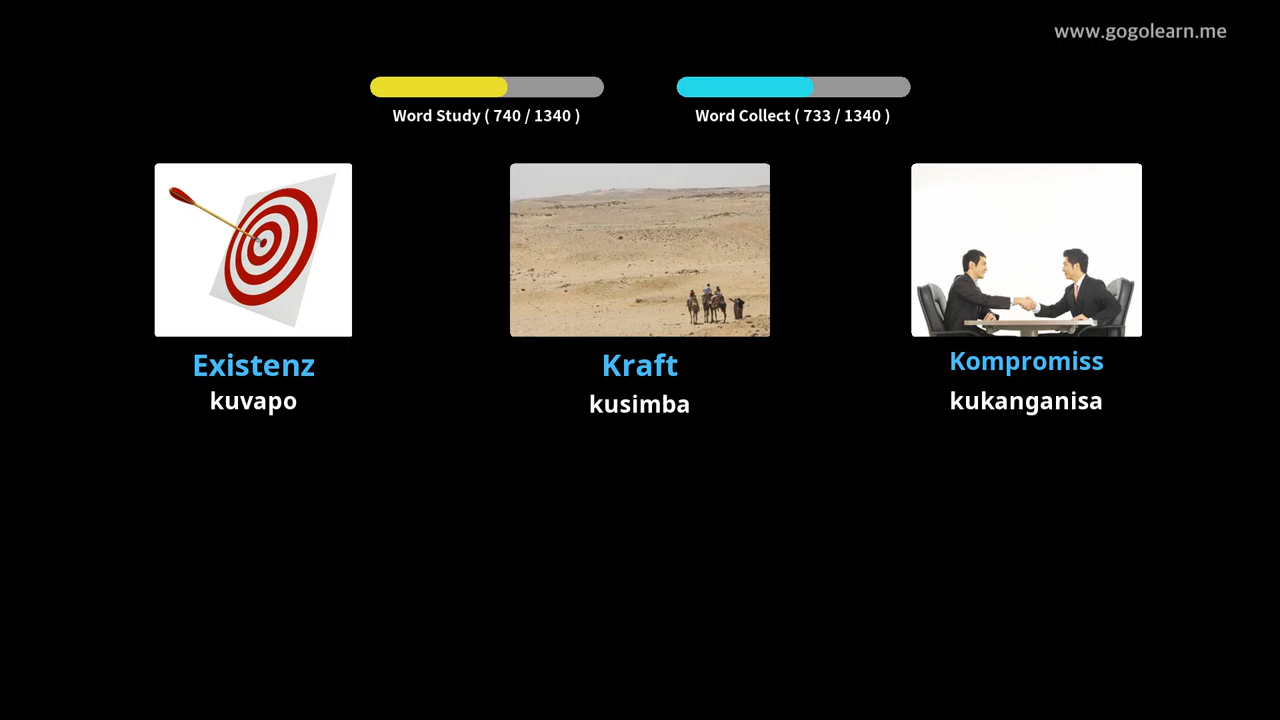 www.gogolearn.me
Word Study ( 740 / 1340 )
Word Collect ( 733 / 1340 )
Existenz
kuvapo
Kraft
kusimba
Kompromiss
kukanganisa